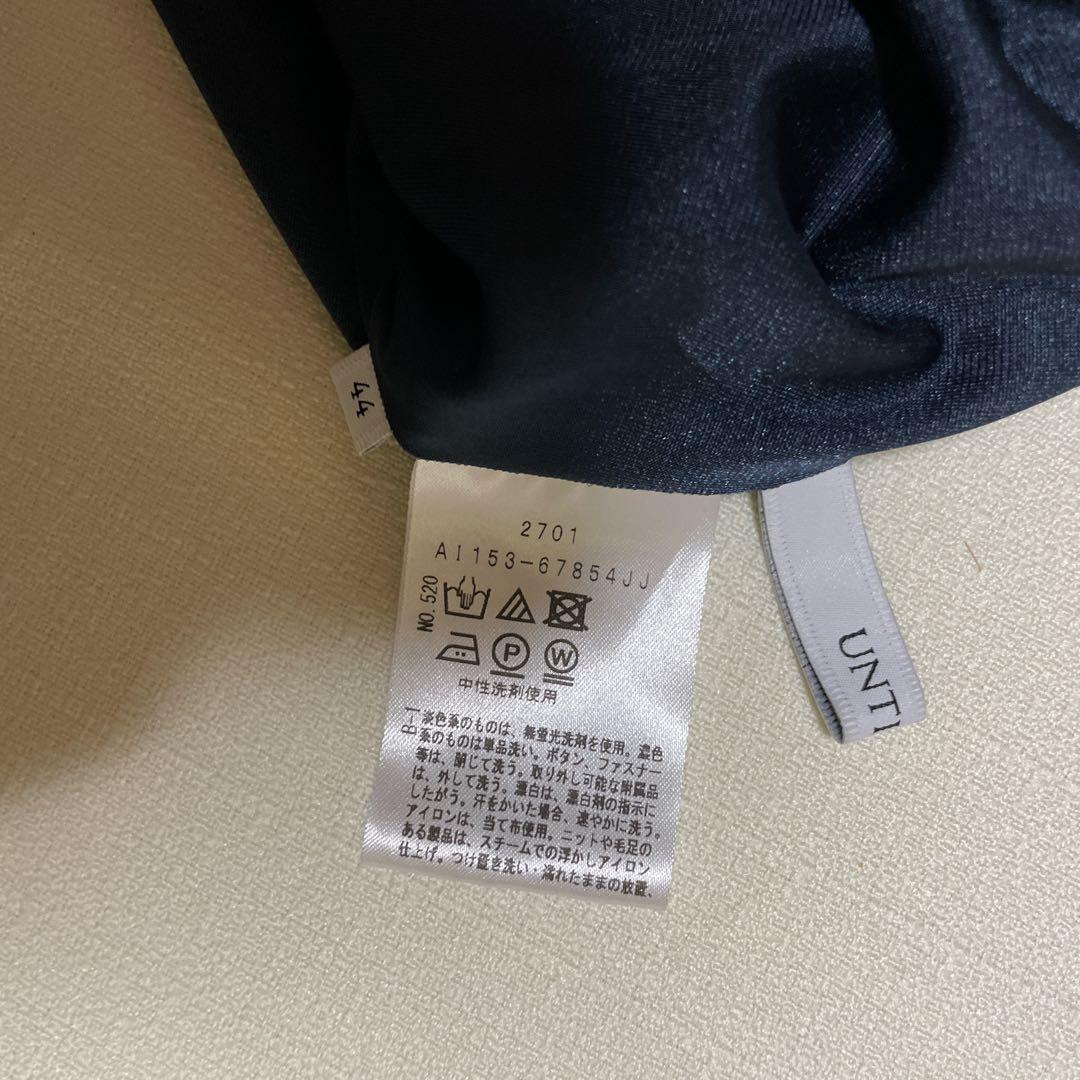 44
2701
AI153-67854JJ
NO.520
P W
中性洗剤使用
BT
淡色系のものは、無蛍光洗剤を使用。濃色
系のものは単品洗い。ボタン、ファスナー
等は、閉じて洗う。取り外し可能な附属品
は、外して洗う。漂白は、漂白剤の指示に
したがう。汗をかいた場合、速やかに洗う。
アイロンは、当て布使用。ニットや毛足の
ある製品は、スチームでの浮かしアイロン
仕上げ。つけ置き洗い・濡れたままの放置、
UNTI